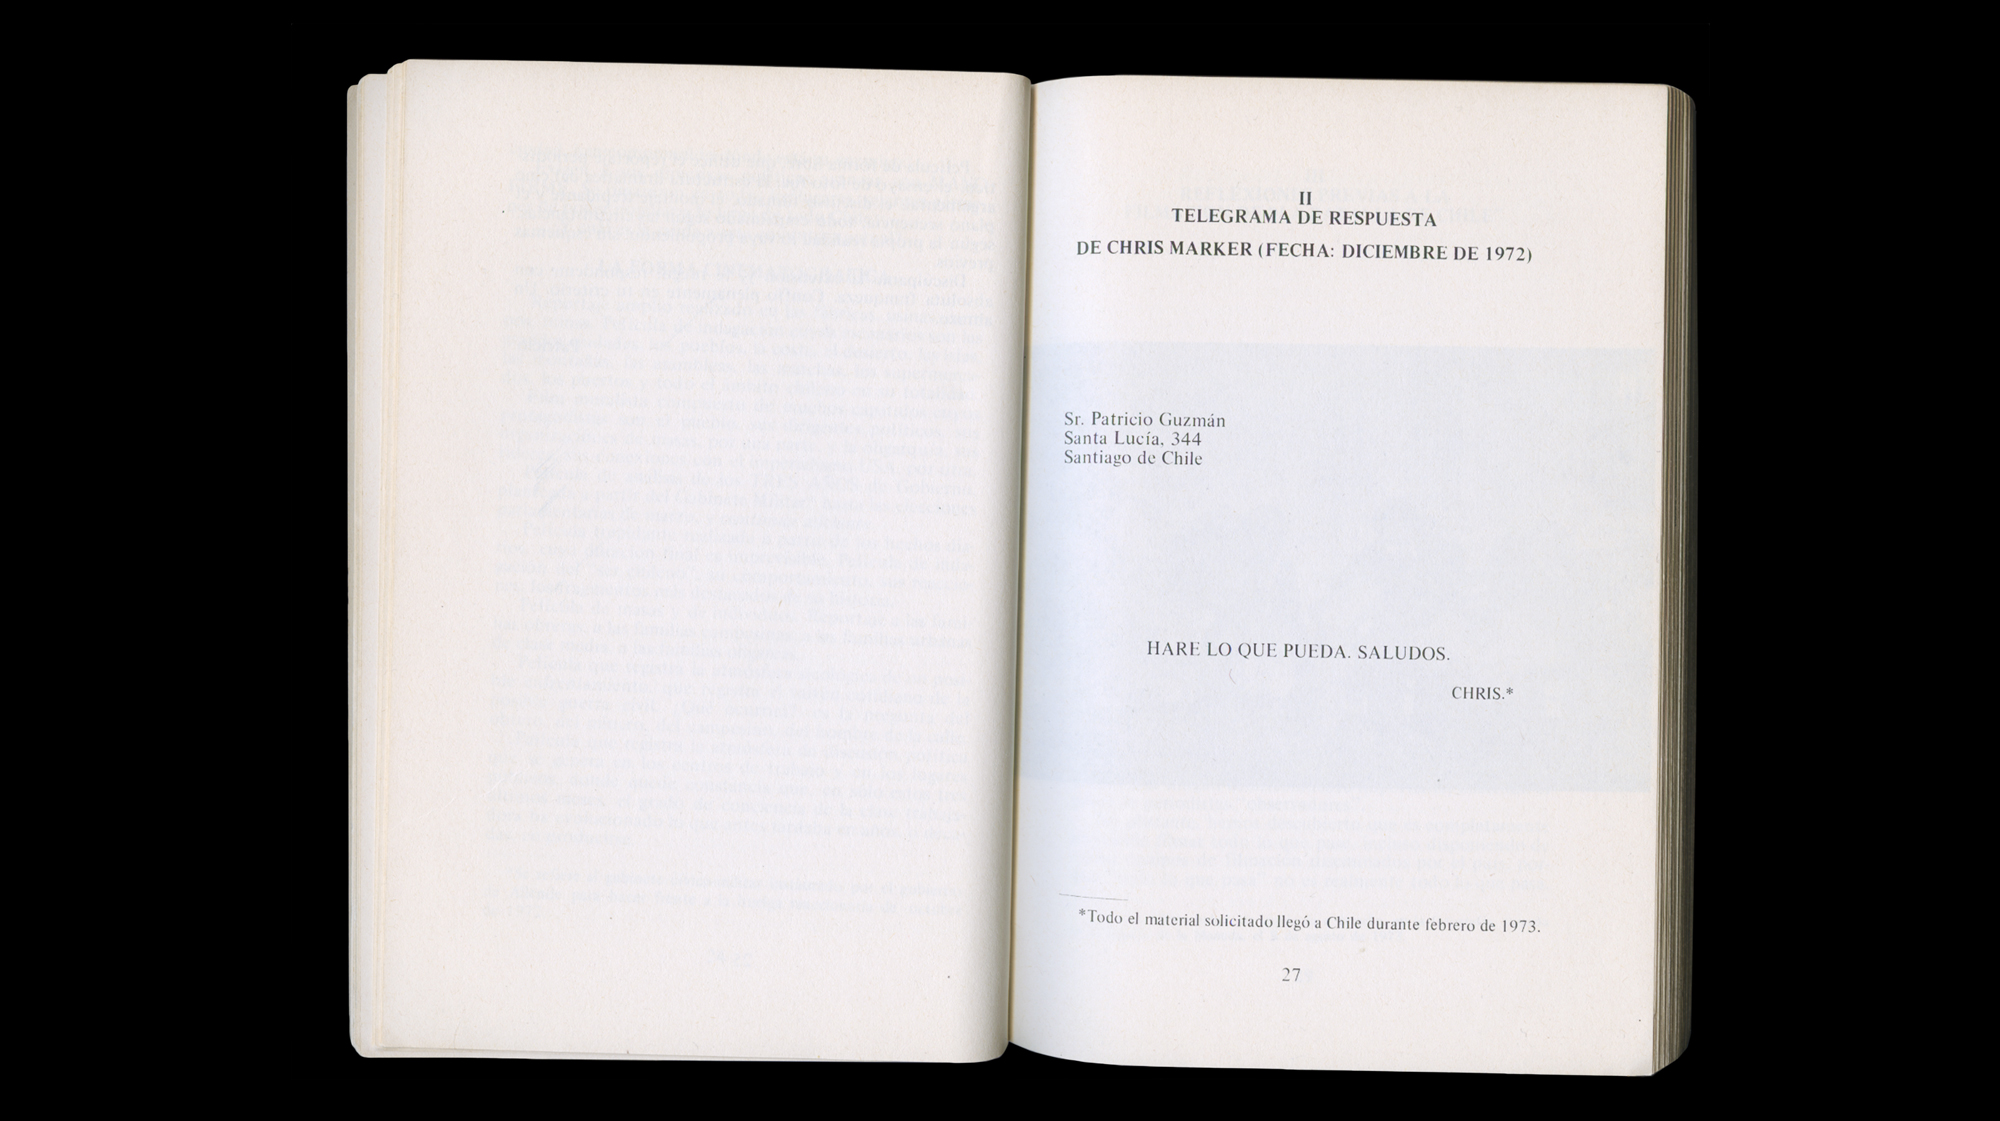 II
TELEGRAMA DE RESPUESTA
DE CHRIS MARKER (FECHA: DICIEMBRE DE 1972)
Sr. Patricio Guzmán
Santa Lucía, 344
Santiago de Chile
HARE LO QUE PUEDA. SALUDOS.
CHRIS.*
*Todo el material solicitado llegó a Chile durante febrero de 1973.
27